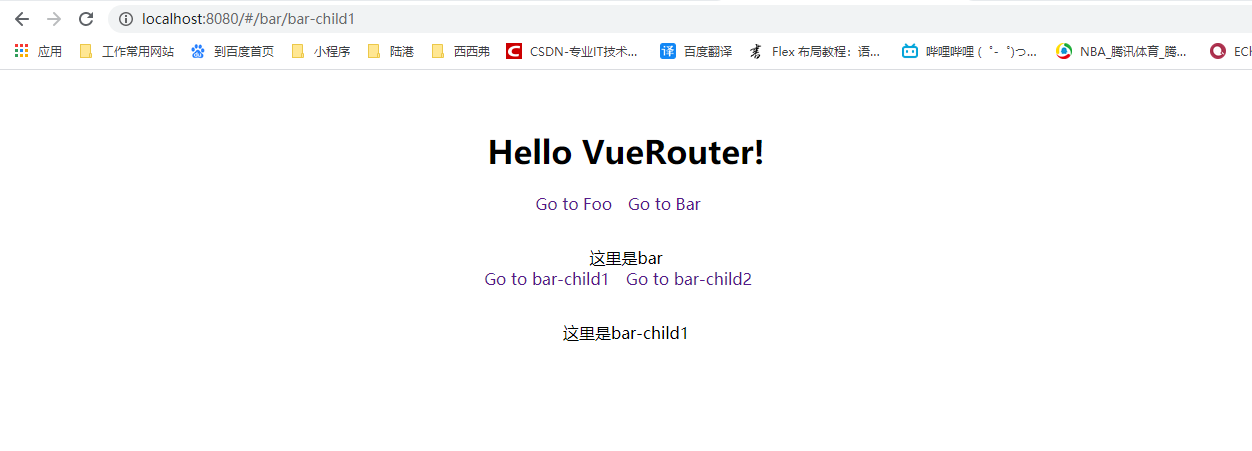 localhost:8080/#/bar/bar-child1
应用 工作常用网站 到百度首页 小程序 陆港 西西弗 CSDN-专业IT技术... 译 百度翻译 Flex 布局教程：语... 哔哩哔哩 ( ゜- ゜)つ... NBA_腾讯体育_腾... ECh
Hello VueRouter!
Go to Foo Go to Bar
这里是bar
Go to bar-child1 Go to bar-child2
这里是bar-child1